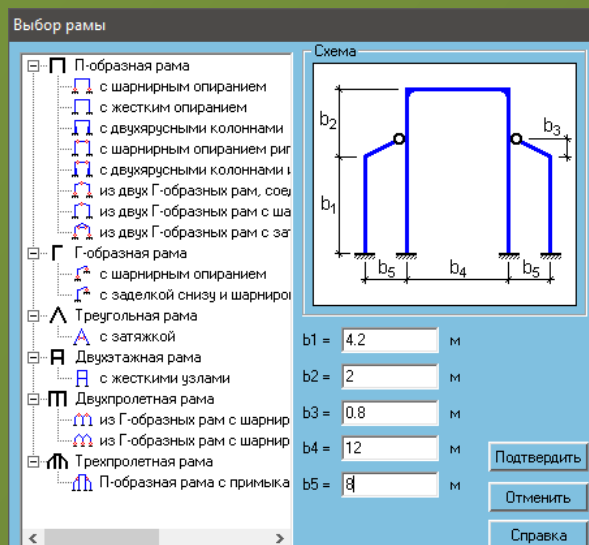 Выбор рамы
П-образная рама
с шарнирным опиранием
с жестким опиранием
с двухярусными колоннами
с шарнирным опиранием риг
с двухярусными колоннами и
из двух Г-образных рам, соед
из двух Г-образных рам с ша
из двух Г-образных рам с зат
Г-образная рама
с шарнирным опиранием
с заделкой снизу и шарниро
Треугольная рама
с затяжкой
Двухэтажная рама
с жесткими узлами
Двухпролетная рама
из Г-образных рам с шарнир
из Г-образных рам с шарнир
Трехпролетная рама
П-образная рама с примыка
Схема
b2
b3
b1
b5 b4 b5
b1 = 4.2 м
b2 = 2 м
b3 = 0.8 м
b4 = 12 м
b5 = 8 м
Подтвердить
Отменить
Справка